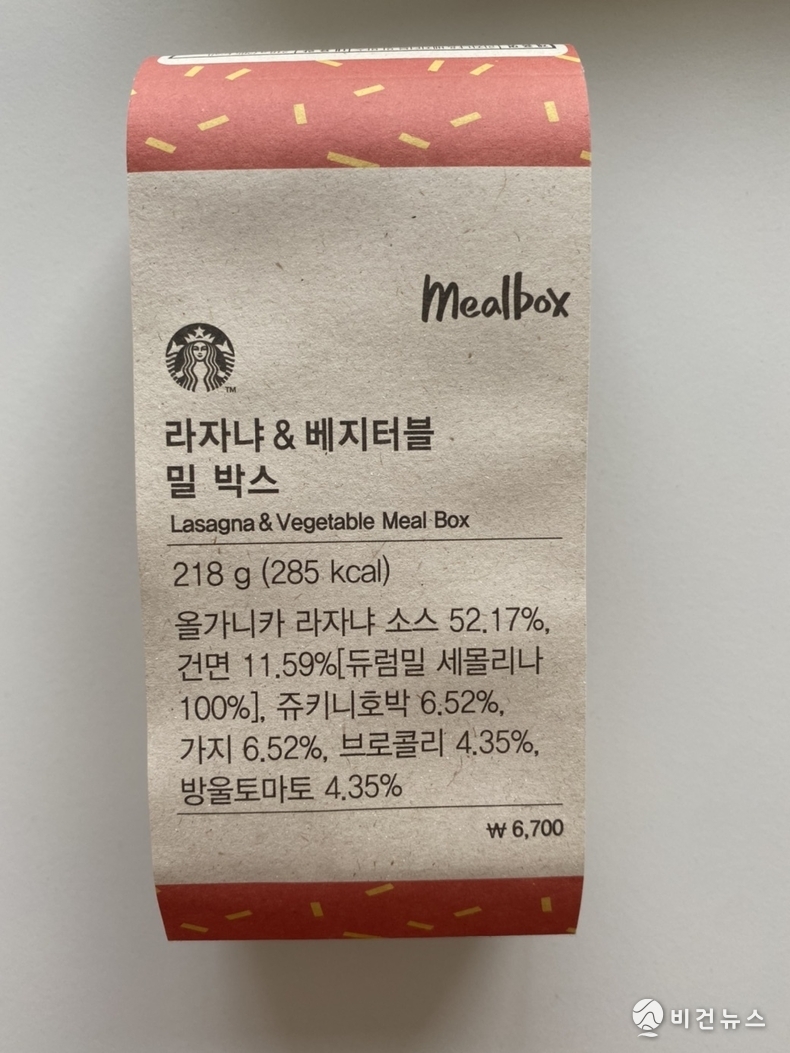 Mealbox
TM
라자냐 & 베지터블
밀 박스
Lasagna & Vegetable Meal Box
218 g (285 kcal)
올가니카 라자냐 소스 52.17%,
건면 11.59%[듀럼밀 세몰리나
100%],쥬키니호박 6.52%,
가지 6.52%, 브로콜리 4.35%,
방울토마토 4.35%
₩ 6,700
비건뉴스